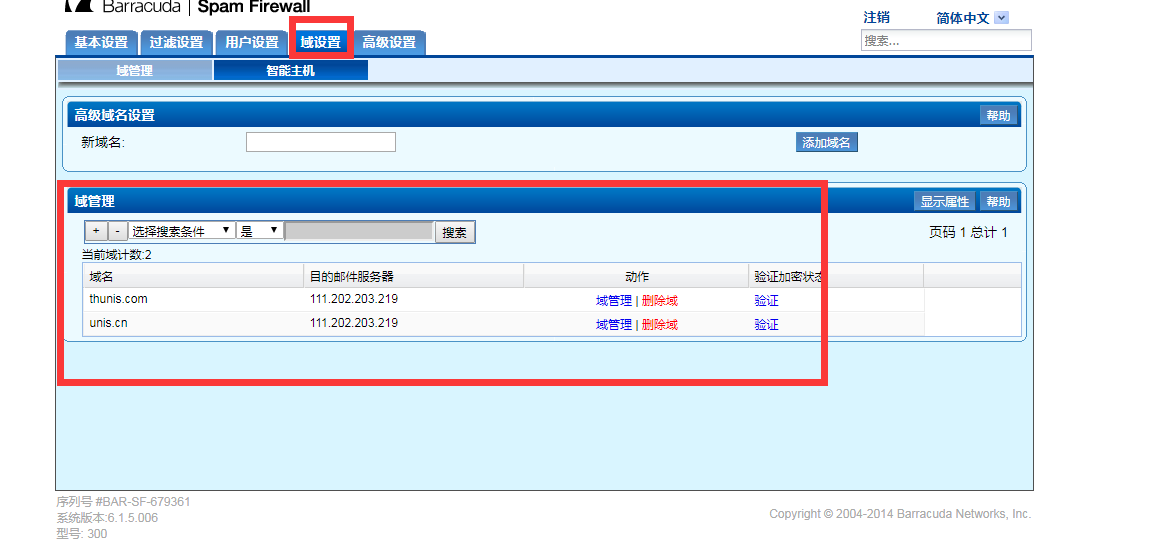 Barracuda | Spam Firewall
注销 简体中文
基本设置 过滤设置 用户设置 域设置 高级设置
搜索...
域管理 智能主机
高级域名设置 帮助
新域名: 添加域名
域管理 显示属性 帮助
+ - 选择搜索条件 是 搜索 页码 1 总计 1
当前域计数:2
域名 目的邮件服务器 动作 验证加密状态
thunis.com 111.202.203.219 域管理 | 删除域 验证
unis.cn 111.202.203.219 域管理 | 删除域 验证
序列号 #BAR-SF-679361
系统版本:6.1.5.006
型号: 300
Copyright © 2004-2014 Barracuda Networks, Inc.